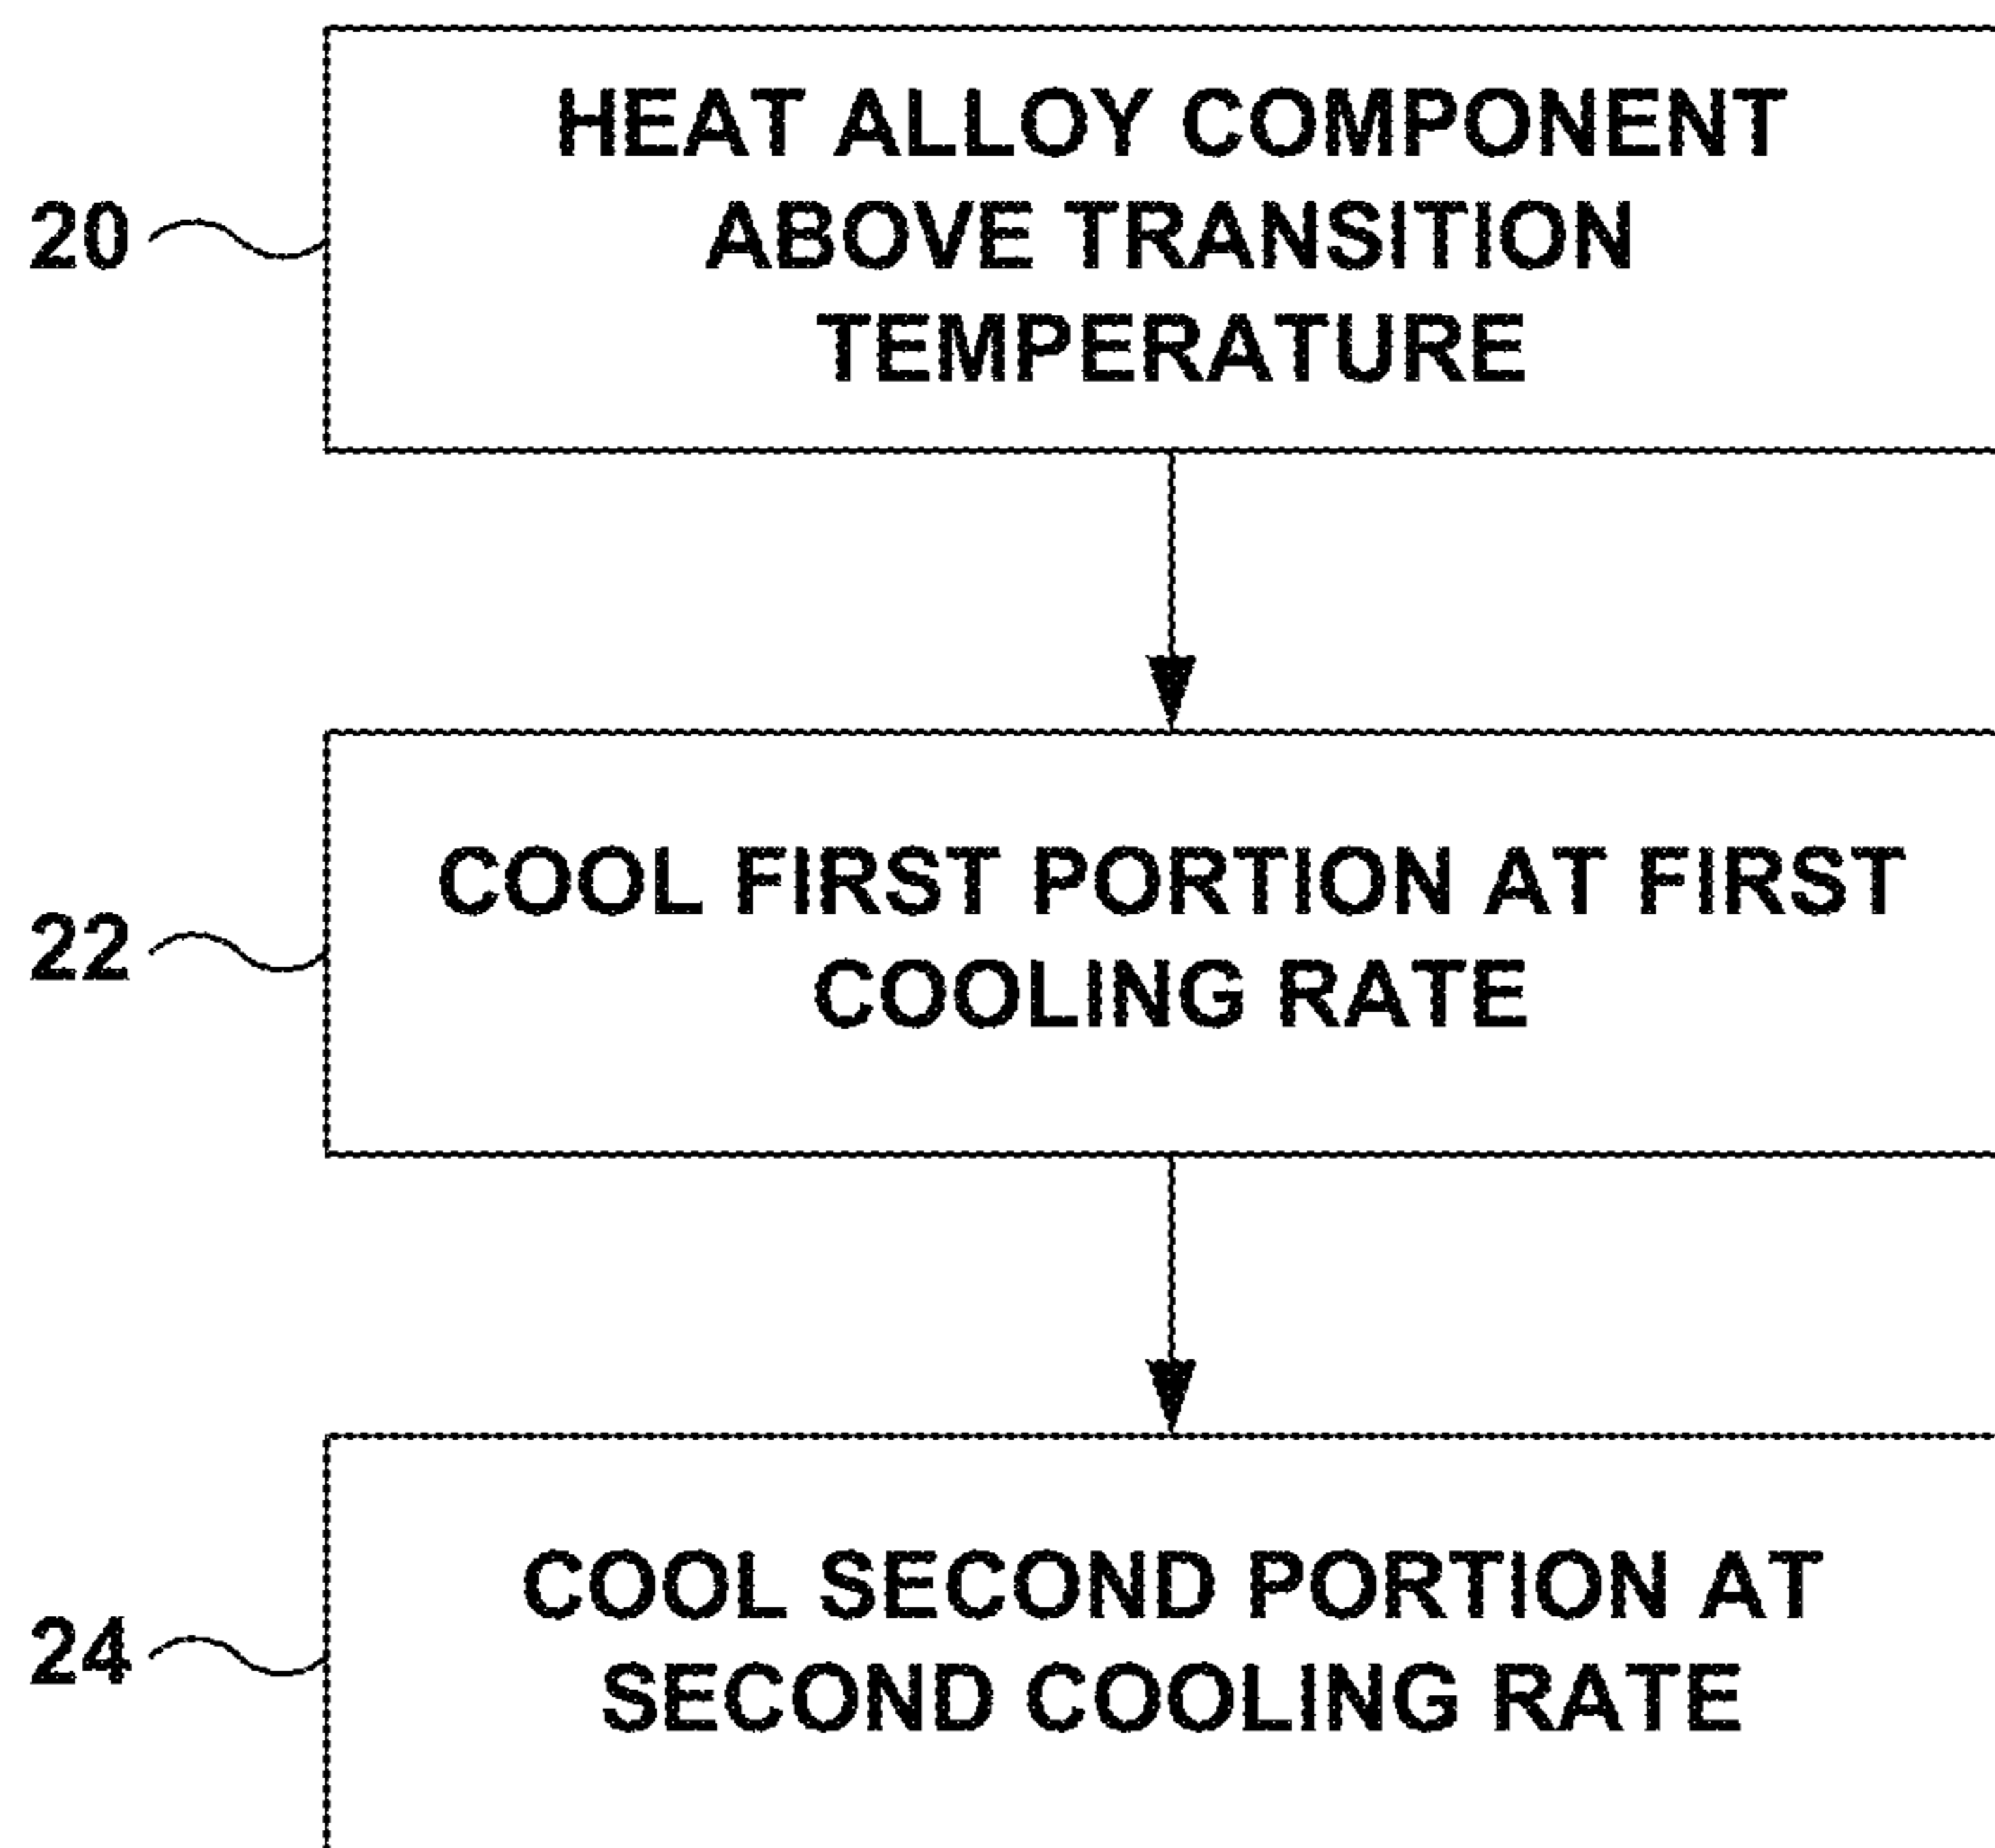 20
HEAT ALLOY COMPONENT
ABOVE TRANSITION
TEMPERATURE
22
COOL FIRST PORTION AT FIRST
COOLING RATE
24
COOL SECOND PORTION AT
SECOND COOLING RATE